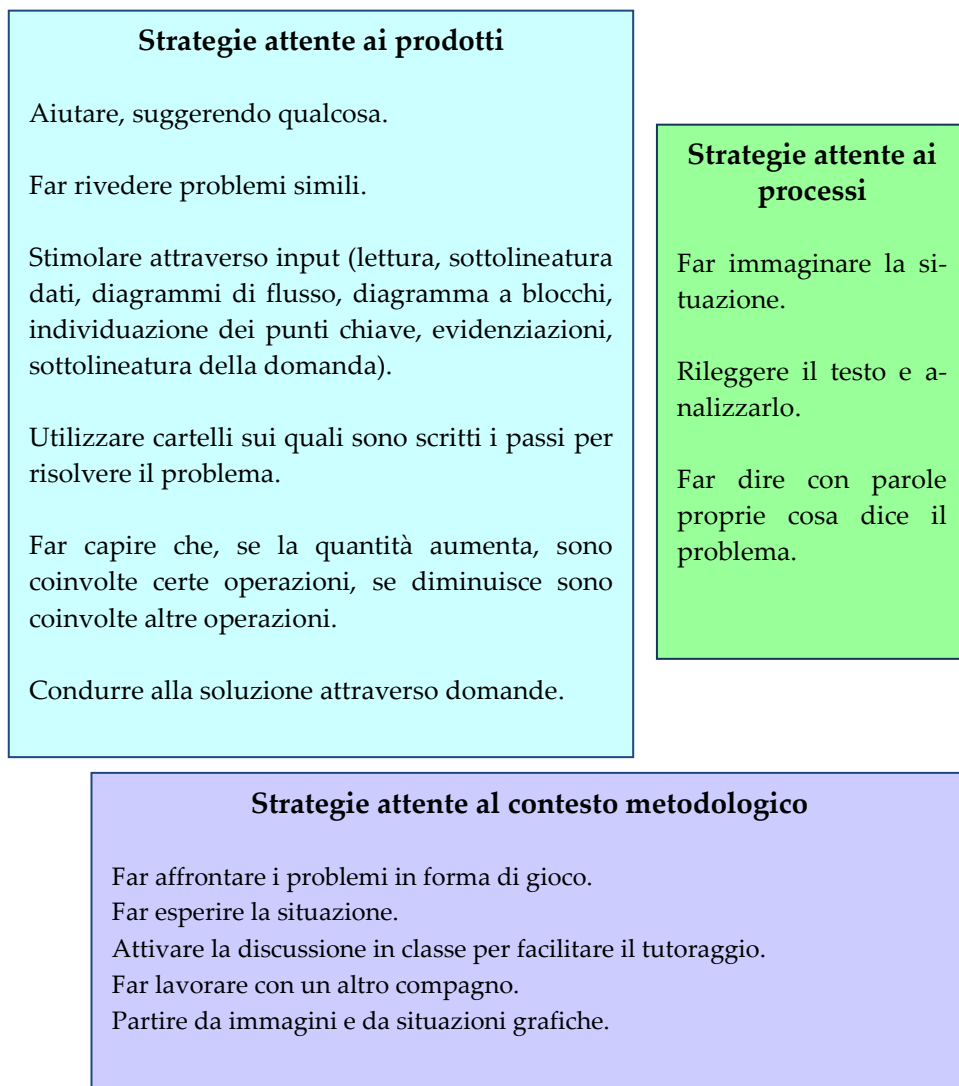 Strategie attente ai prodotti
Aiutare, suggerendo qualcosa.
Far rivedere problemi simili.
Stimolare attraverso input (lettura, sottolineatura
dati, diagrammi di flusso, diagramma a blocchi,
individuazione dei punti chiave, evidenziazioni,
sottolineatura della domanda).
Utilizzare cartelli sui quali sono scritti i passi per
risolvere il problema.
Far capire che, se la quantità aumenta, sono
coinvolte certe operazioni, se diminuisce sono
coinvolte altre operazioni.
Condurre alla soluzione attraverso domande.
Strategie attente ai
processi
Far immaginare la si-
tuazione.
Rileggere il testo e a-
nalizzarlo.
Far dire con parole
proprie cosa dice il
problema.
Strategie attente al contesto metodologico
Far affrontare i problemi in forma di gioco.
Far esperire la situazione.
Attivare la discussione in classe per facilitare il tutoraggio.
Far lavorare con un altro compagno.
Partire da immagini e da situazioni grafiche.